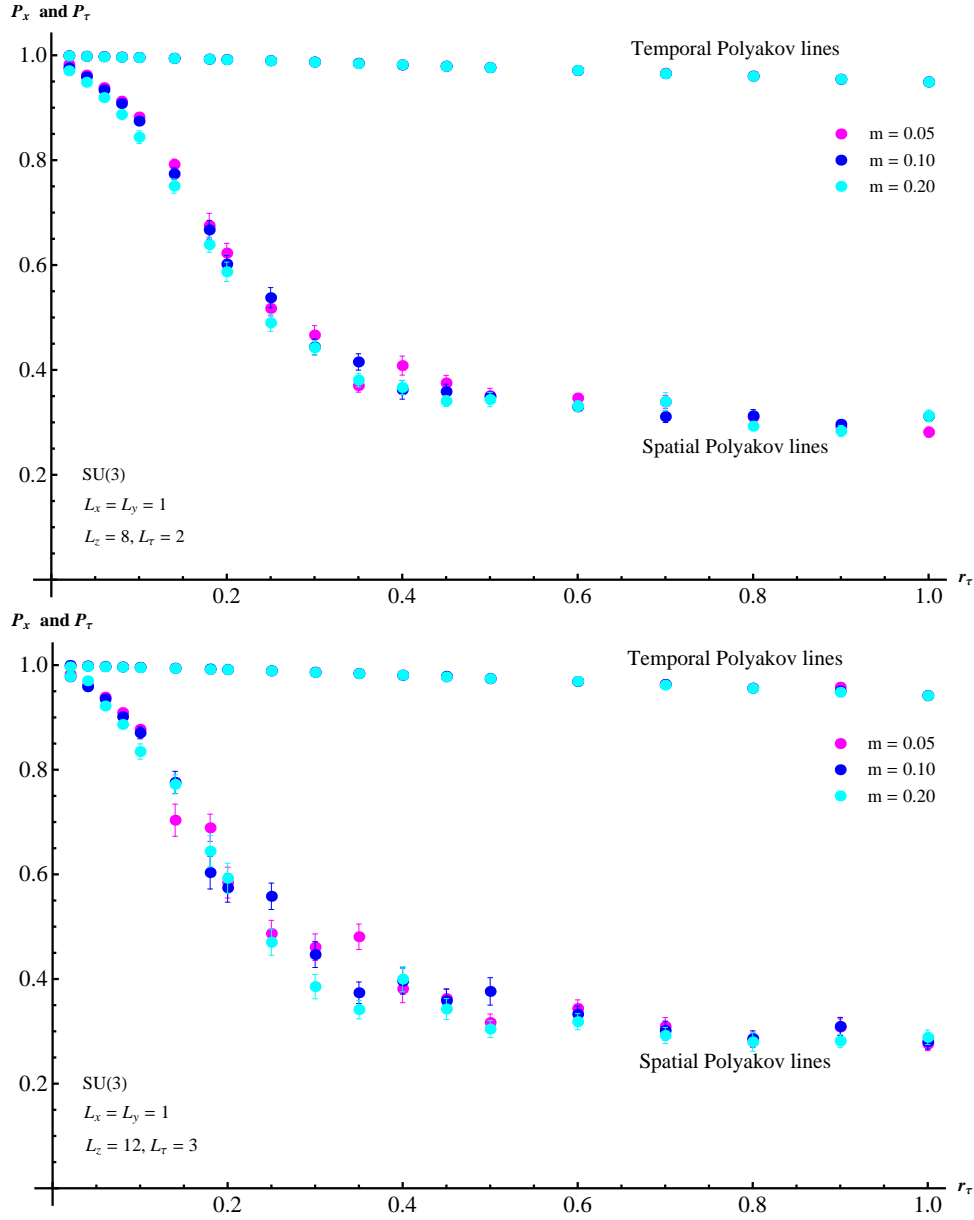 Pₓ and P_τ
1.0
Temporal Polyakov lines
m = 0.05
0.8
m = 0.10
m = 0.20
0.6
0.4
Spatial Polyakov lines
0.2
SU(3)
Lₓ = L_y = 1
L_z = 8, L_τ = 2
0.2 0.4 0.6 0.8 1.0 r_τ
Pₓ and P_τ
1.0
Temporal Polyakov lines
m = 0.05
0.8
m = 0.10
m = 0.20
0.6
0.4
Spatial Polyakov lines
0.2
SU(3)
Lₓ = L_y = 1
L_z = 12, L_τ = 3
0.2 0.4 0.6 0.8 1.0 r_τ